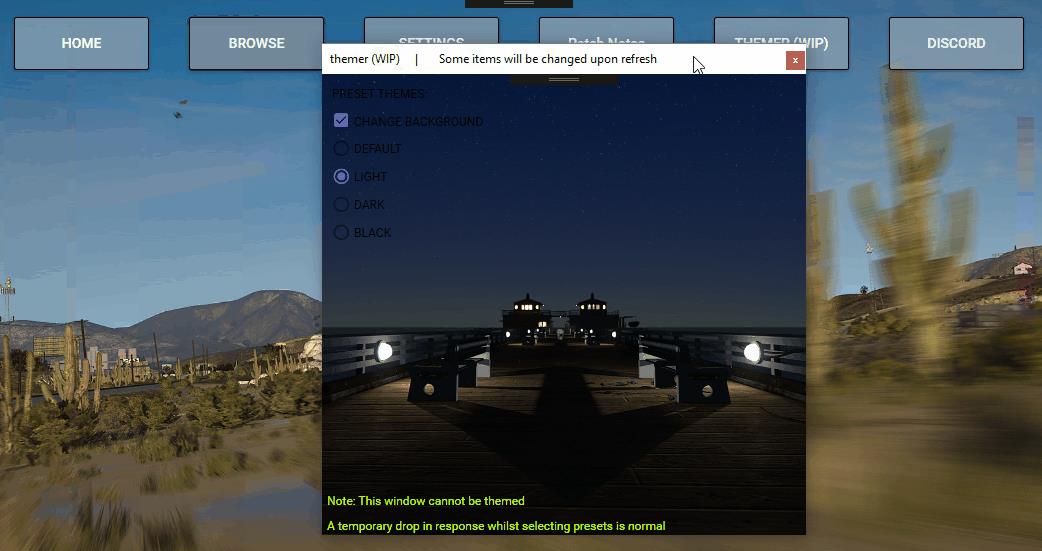 HOME
BROWSE
SETTINGS
Patch Notes
THEMER (WIP)
DISCORD
themer (WIP) | Some items will be changed upon refresh
x
PRESET THEMES:
CHANGE BACKGROUND
DEFAULT
LIGHT
DARK
BLACK
Note: This window cannot be themed
A temporary drop in response whilst selecting presets is normal